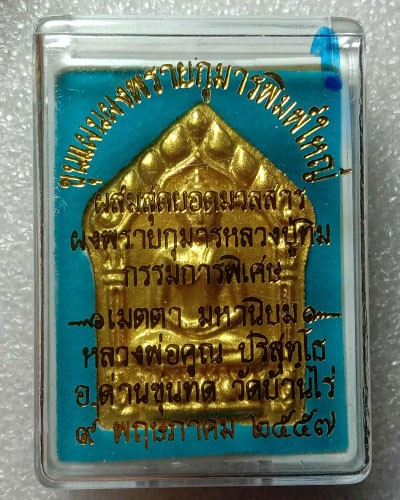 ขุนแผนผงพรายกุมารพิมพ์ใหญ่
ผสมสุดยอดมวลสาร
ผงพรายกุมารหลวงปู่ทิม
กรรมการพิเศษ
เมตตา มหานิยม
หลวงพ่อคูณ ปริสุทโธ
อ.ด่านขุนทด วัดบ้านไร่
๙ พฤษภาคม ๒๕๕๗